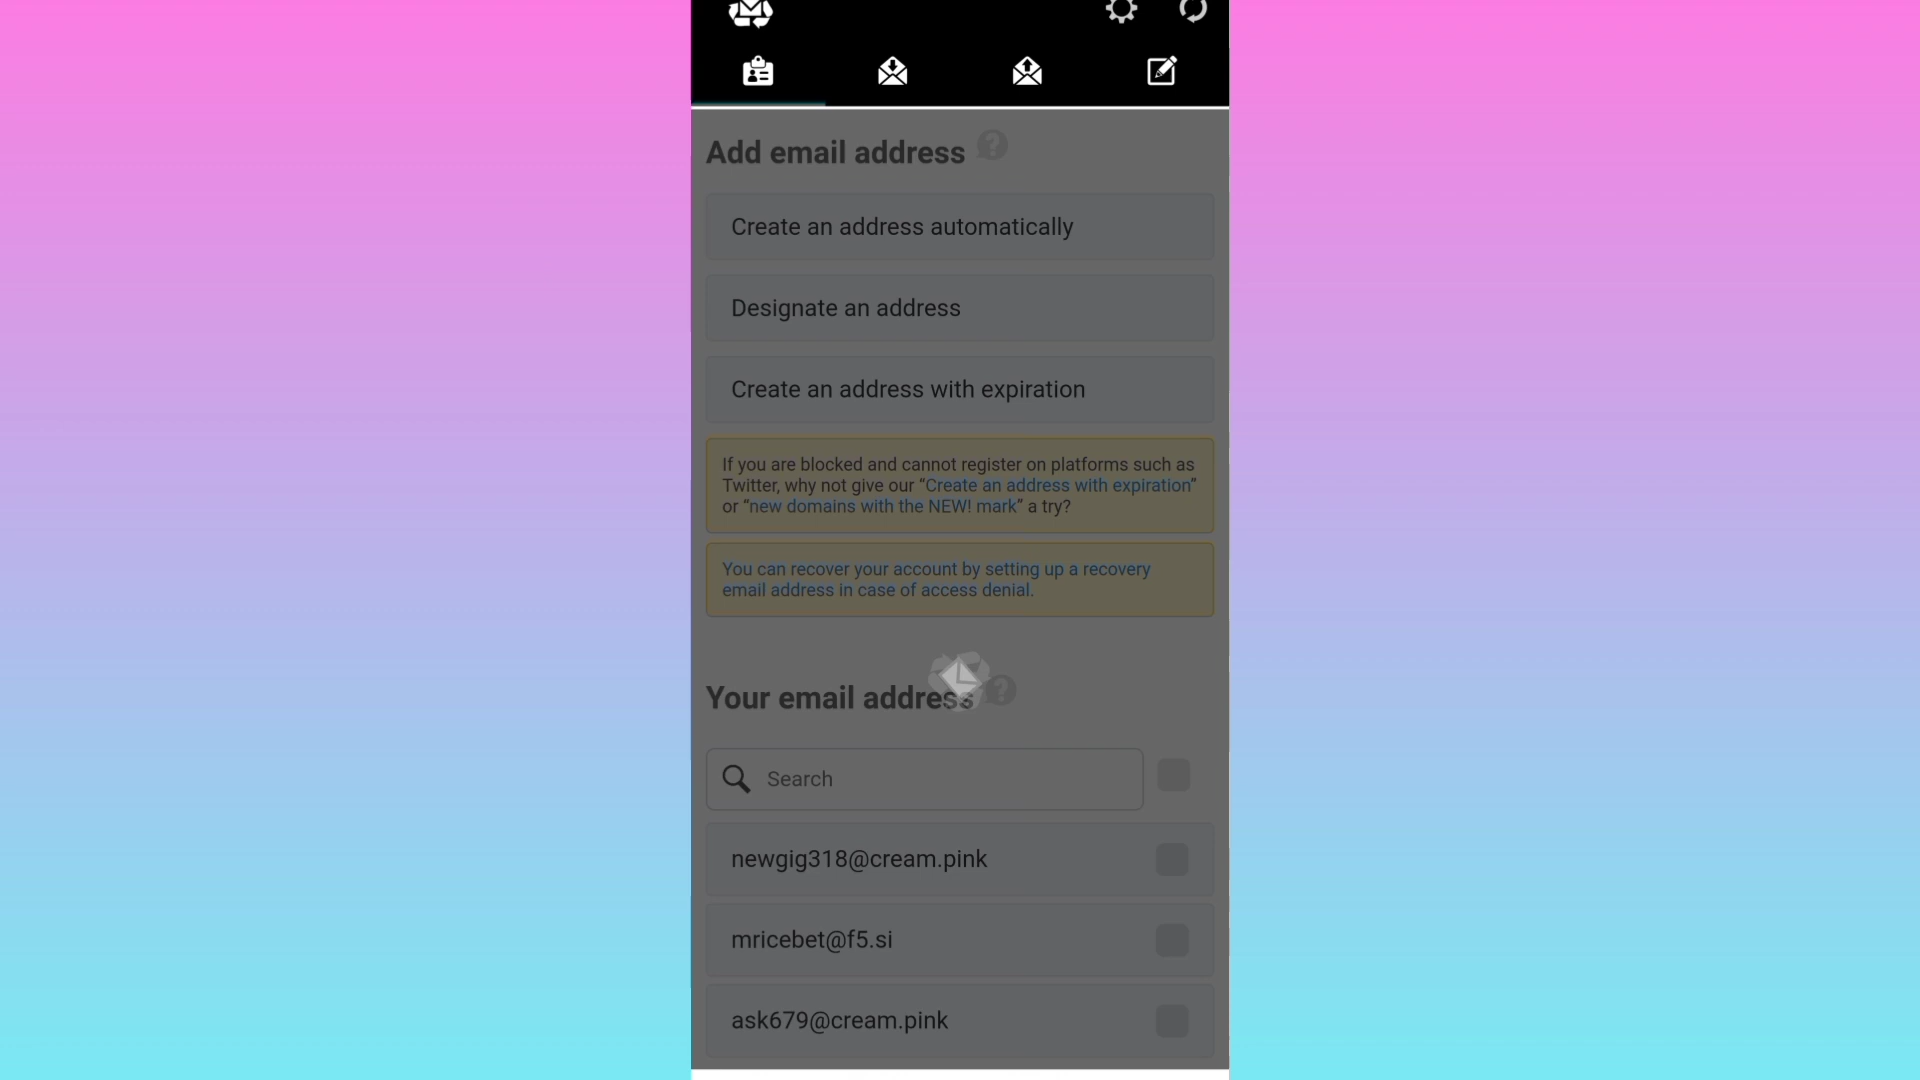 Add email address
Create an address automatically
Designate an address
Create an address with expiration
If you are blocked and cannot register on platforms such as
Twitter, why not give our “Create an address with expiration”
or “new domains with the NEW! mark” a try?
You can recover your account by setting up a recovery
email address in case of access denial.
Your email address
Search
newgig318@cream.pink
mricebet@f5.si
ask679@cream.pink